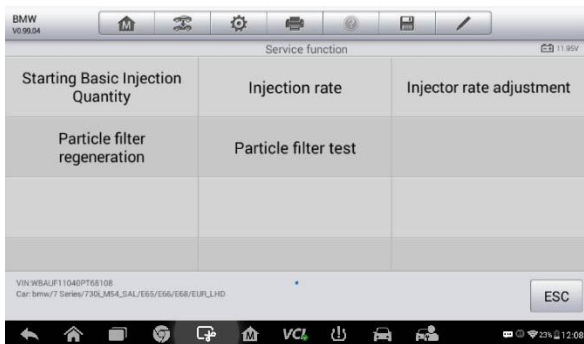 BMW
V0.99.04
M
Service function
11.95V
Starting Basic Injection
Quantity
Injection rate
Injector rate adjustment
Particle filter
regeneration
Particle filter test
VIN:WBAUF11040PT68108
Car: bmw/7 Series/730i_M54_SAL/E65/E66/E68/EUR_LHD
ESC
M
VCI
23%
12:08